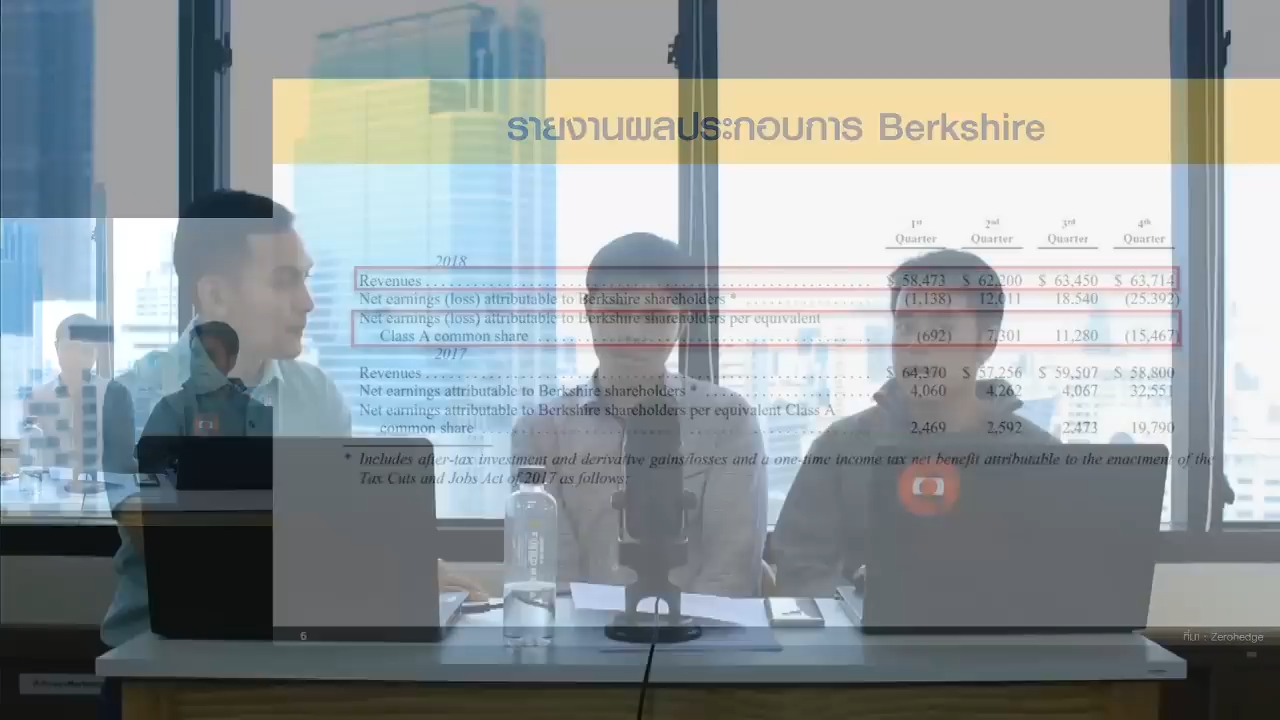 รายงานผลประกอบการ Berkshire
1st Quarter 2nd Quarter 3rd Quarter 4th Quarter
2018
Revenues $ 58,473 $ 62,200 $ 63,450 $ 63,714
Net earnings (loss) attributable to Berkshire shareholders * (1,138) 12,011 18,540 (25,392)
Net earnings (loss) attributable to Berkshire shareholders per equivalent
Class A common share (692) 7,301 11,280 (15,467)
2017
Revenues $ 64,370 $ 57,256 $ 59,507 $ 58,800
Net earnings attributable to Berkshire shareholders * 4,060 4,262 4,067 32,551
Net earnings attributable to Berkshire shareholders per equivalent Class A
common share 2,469 2,592 2,473 19,790
* Includes after-tax investment and derivative gains/losses and a one-time income tax net benefit attributable to the enactment of the
Tax Cuts and Jobs Act of 2017 as follows:
6
ที่มา : Zerohedge